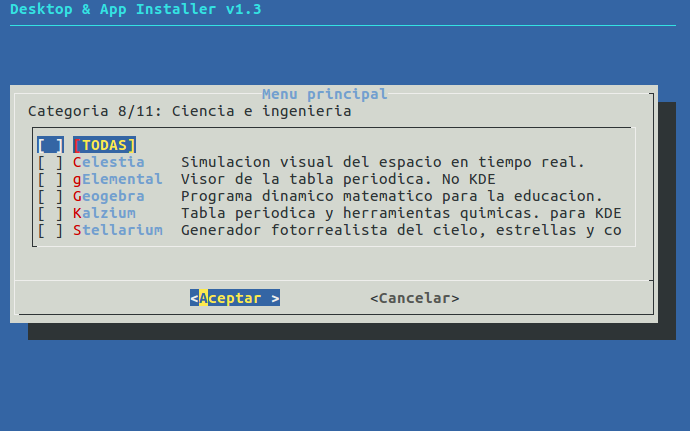 Desktop & App Installer v1.3
Menu principal
Categoria 8/11: Ciencia e ingenieria
[ ] [TODAS]
[ ] Celestia Simulacion visual del espacio en tiempo real.
[ ] gElemental Visor de la tabla periodica. No KDE
[ ] Geogebra Programa dinamico matematico para la educacion.
[ ] Kalzium Tabla periodica y herramientas quimicas. para KDE
[ ] Stellarium Generador fotorrealista del cielo, estrellas y co
<Aceptar > <Cancelar>